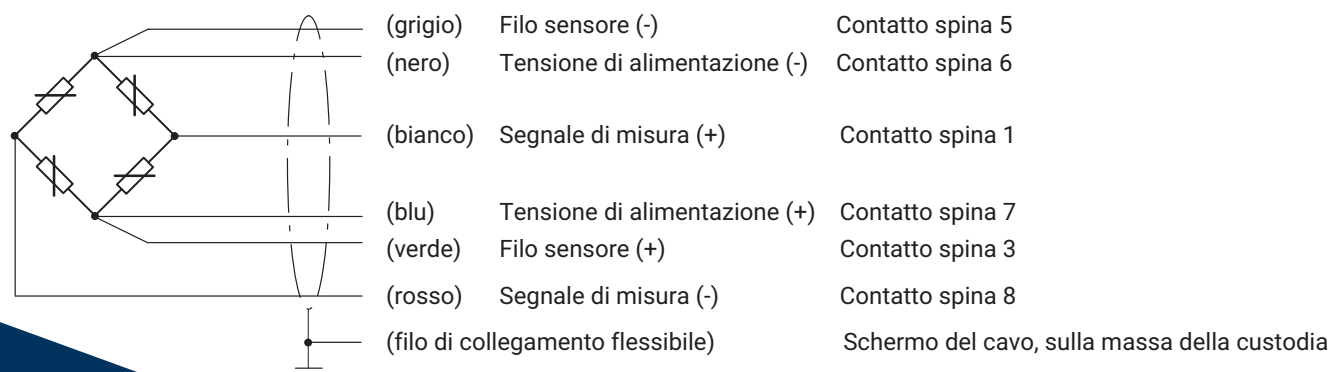 (grigio) Filo sensore (-) Contatto spina 5
(nero) Tensione di alimentazione (-) Contatto spina 6
(bianco) Segnale di misura (+) Contatto spina 1
(blu) Tensione di alimentazione (+) Contatto spina 7
(verde) Filo sensore (+) Contatto spina 3
(rosso) Segnale di misura (-) Contatto spina 8
(filo di collegamento flessibile) Schermo del cavo, sulla massa della custodia